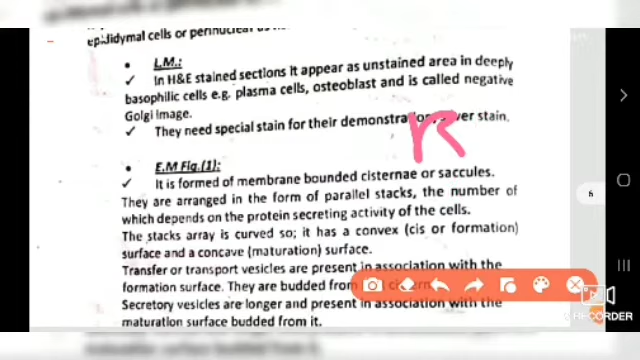 epididymal cells or perinuclear as
• L.M.:
✓ In H&E stained sections it appear as unstained area in deeply
basophilic cells e.g. plasma cells, osteoblast and is called negative
Golgi image.
✓ They need special stain for their demonstration, stain.
R
• E.M Fig.(1):
✓ It is formed of membrane bounded cisternae or saccules.
They are arranged in the form of parallel stacks, the number of
which depends on the protein secreting activity of the cells.
The stacks array is curved so; it has a convex (cis or formation)
surface and a concave (maturation) surface.
Transfer or transport vesicles are present in association with the
formation surface. They are budded from
Secretory vesicles are longer and present in association with the
maturation surface budded from it.
6
RECORDER